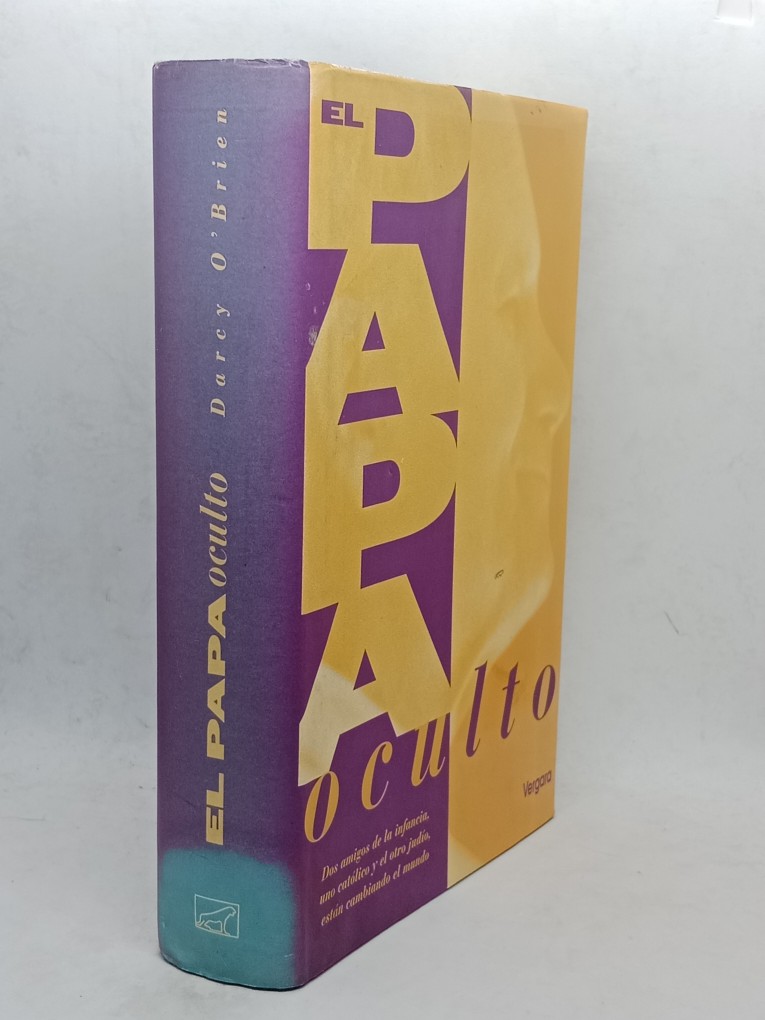 EL PAPA oculto Darcy O'Brien
EL
PAPA
oculto
Dos amigos de la infancia,
uno católico y el otro judío,
están cambiando el mundo
Vergara